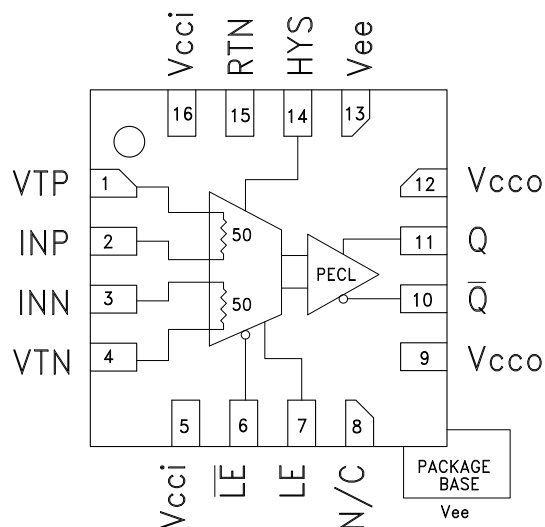 Vcci
RTN
HYS
Vee
16
15
14
13
VTP
1
12
Vcco
50
INP
2
11
Q
PECL
INN
3
50
10
Q̅
VTN
4
9
Vcco
5
6
7
8
Vcci
L̅E̅
LE
N/C
PACKAGE
BASE
Vee